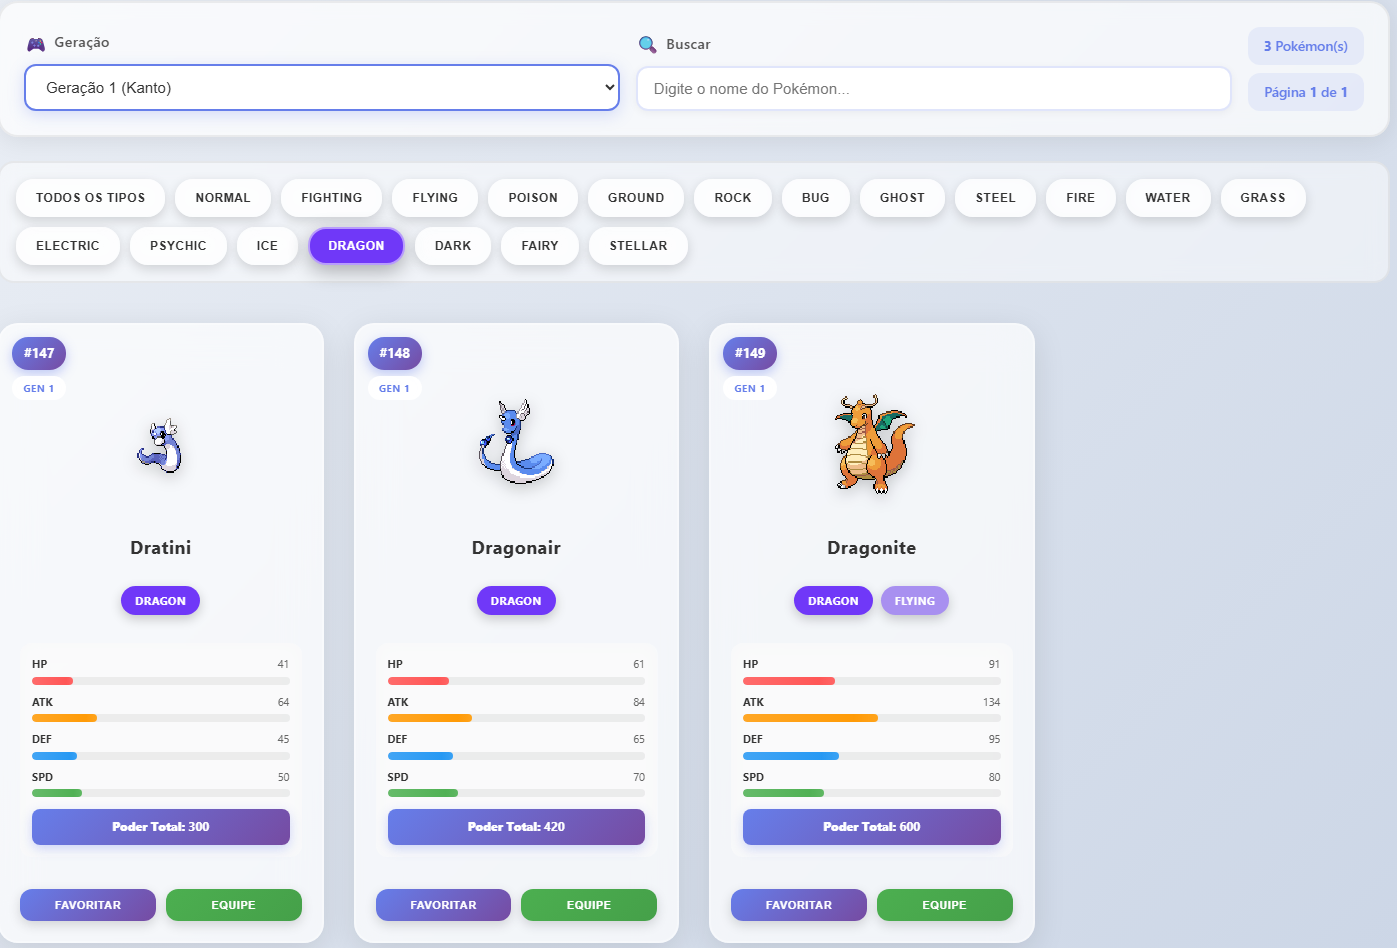 Geração
Buscar
3 Pokémon(s)
Geração 1 (Kanto)
Digite o nome do Pokémon...
Página 1 de 1
TODOS OS TIPOS NORMAL FIGHTING FLYING POISON GROUND ROCK BUG GHOST STEEL FIRE WATER GRASS
ELECTRIC PSYCHIC ICE DRAGON DARK FAIRY STELLAR
#147
GEN 1
Dratini
DRAGON
HP 41
ATK 64
DEF 45
SPD 50
Poder Total: 300
FAVORITAR EQUIPE
#148
GEN 1
Dragonair
DRAGON
HP 61
ATK 84
DEF 65
SPD 70
Poder Total: 420
FAVORITAR EQUIPE
#149
GEN 1
Dragonite
DRAGON FLYING
HP 91
ATK 134
DEF 95
SPD 80
Poder Total: 600
FAVORITAR EQUIPE